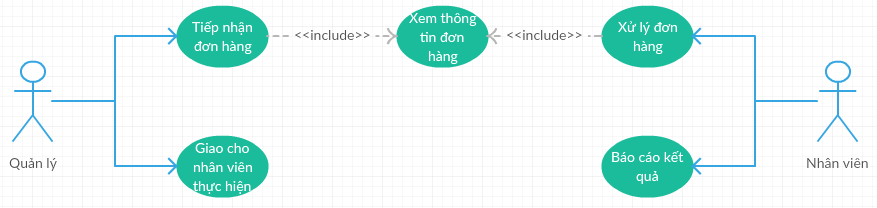 Tiếp nhận
đơn hàng
<<include>>
Xem thông
tin đơn
hàng
<<include>>
Xử lý đơn
hàng
Quản lý
Giao cho
nhân viên
thực hiện
Báo cáo kết
quả
Nhân viên